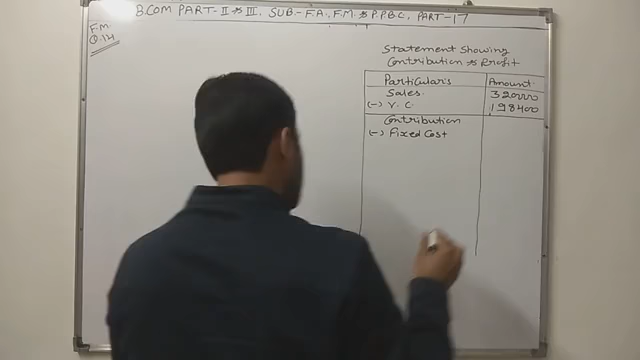 B.COM PART-II & III. SUB.- F.A., F.M. & P.P.B.C. PART-17
F.M.
Q.14
Statement Showing
Contribution & Profit
Particulars Amount
Sales. 320000
(-) V.C. 198400
Contribution
(-) Fixed Cost